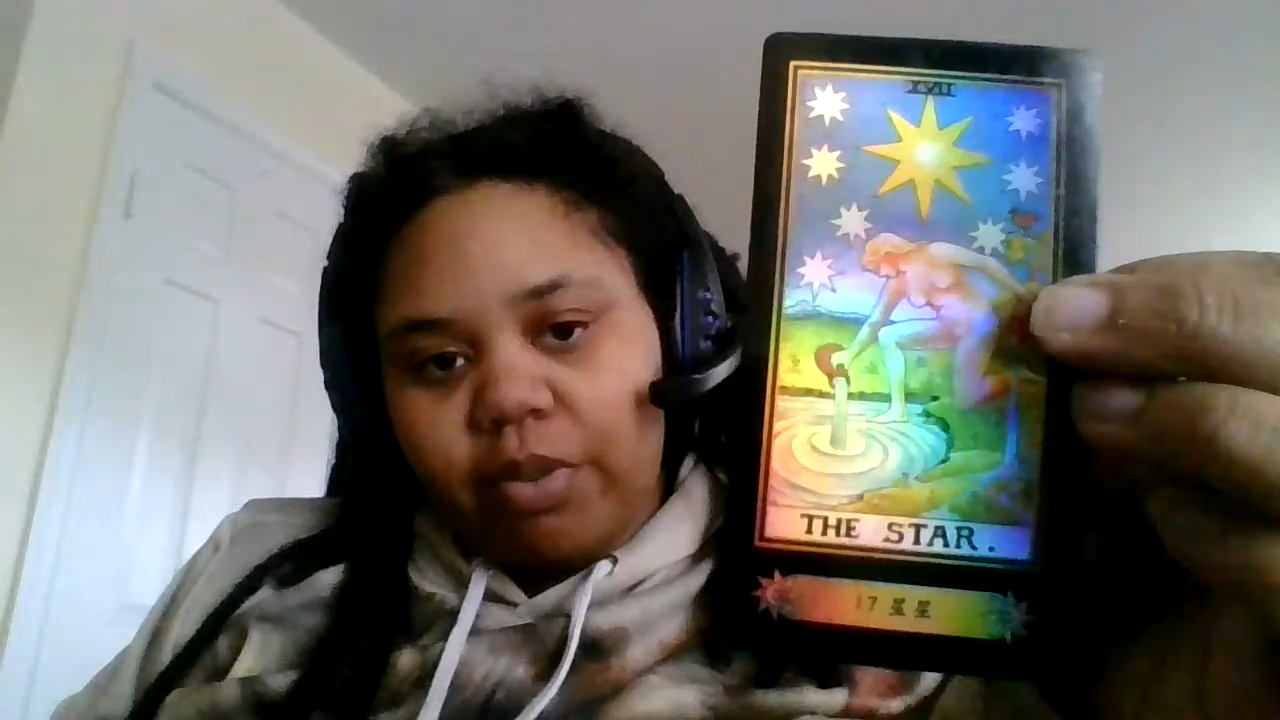 XVII
THE STAR.
17 星星